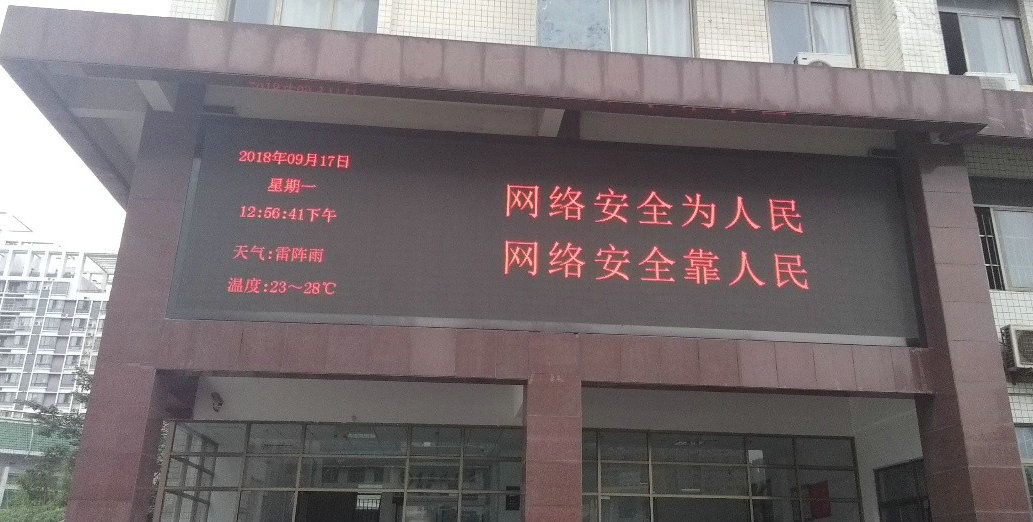 2018年09月17日
星期一
12:56:41下午
天气:雷阵雨
温度:23～28℃
网络安全为人民
网络安全靠人民